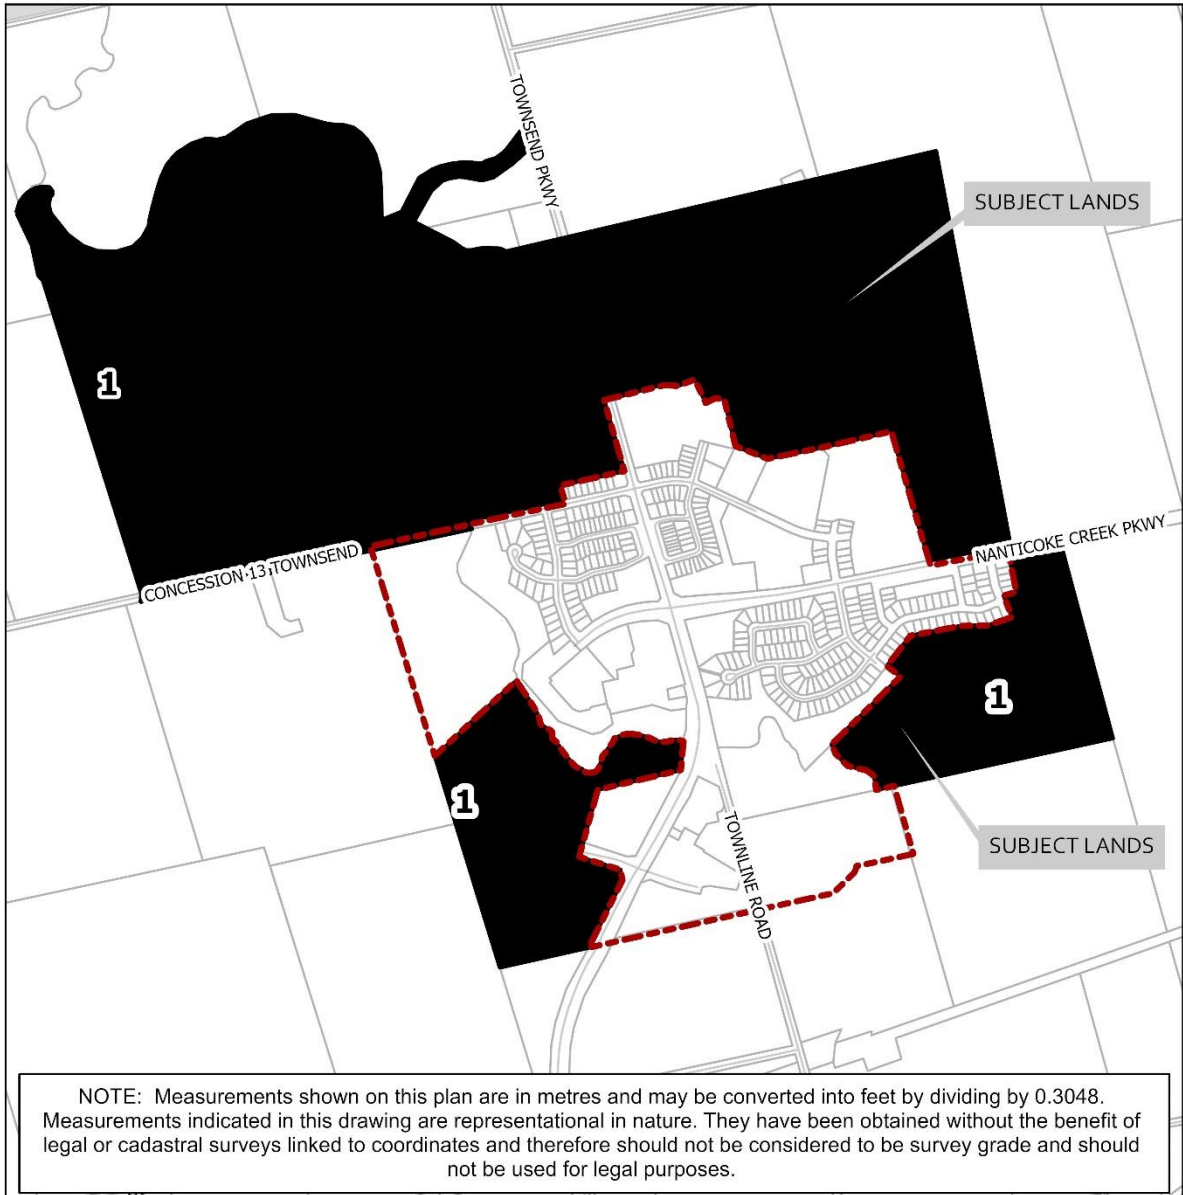 TOWNSEND PKWY
SUBJECT LANDS
1
CONCESSION 13 TOWNSEND
NANTICOKE CREEK PKWY
1
1
TOWNLINE ROAD
SUBJECT LANDS
NOTE: Measurements shown on this plan are in metres and may be converted into feet by dividing by 0.3048.
Measurements indicated in this drawing are representational in nature. They have been obtained without the benefit of
legal or cadastral surveys linked to coordinates and therefore should not be considered to be survey grade and should
not be used for legal purposes.